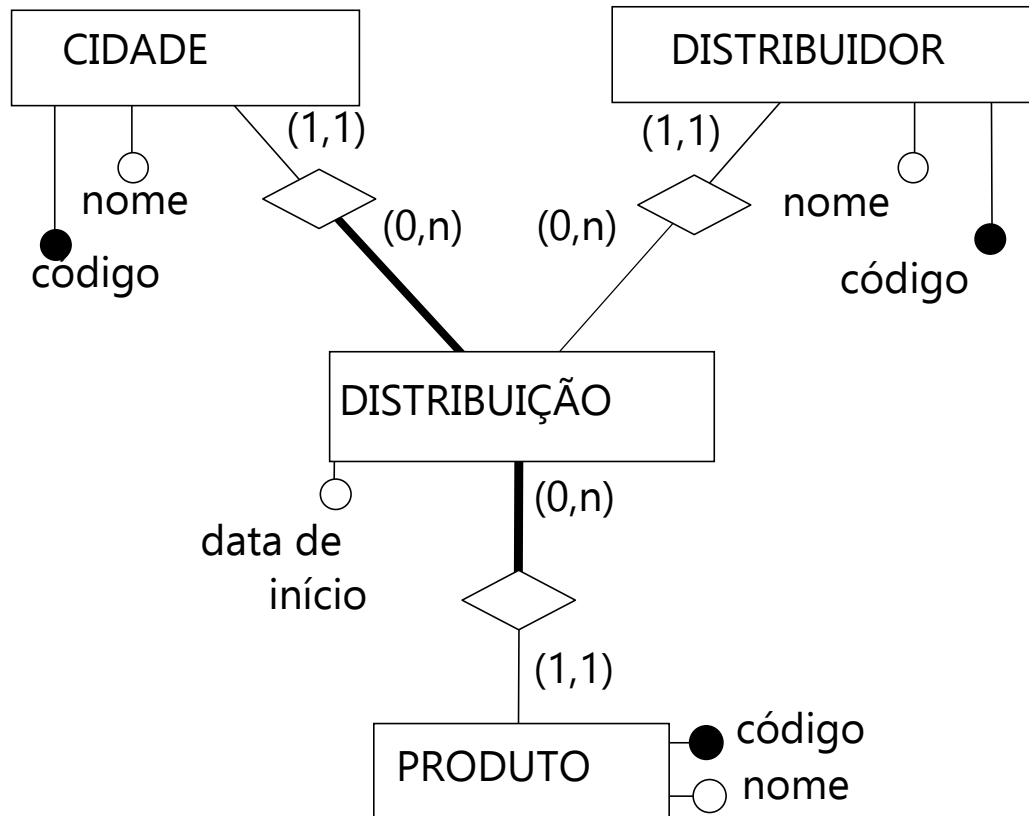 CIDADE
DISTRIBUIDOR
(1,1)
(1,1)
nome
nome
(0,n)
(0,n)
código
código
DISTRIBUIÇÃO
(0,n)
data de
início
(1,1)
código
PRODUTO
nome